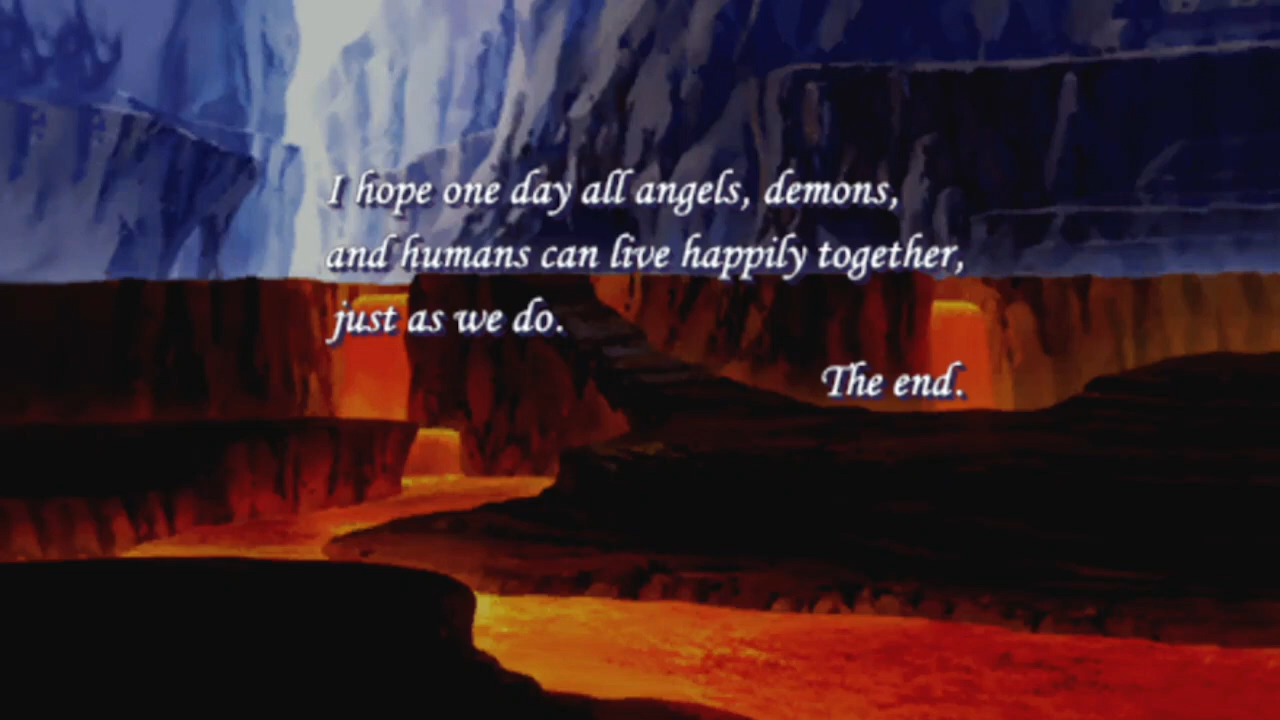 I hope one day all angels, demons,
and humans can live happily together,
just as we do.
The end.